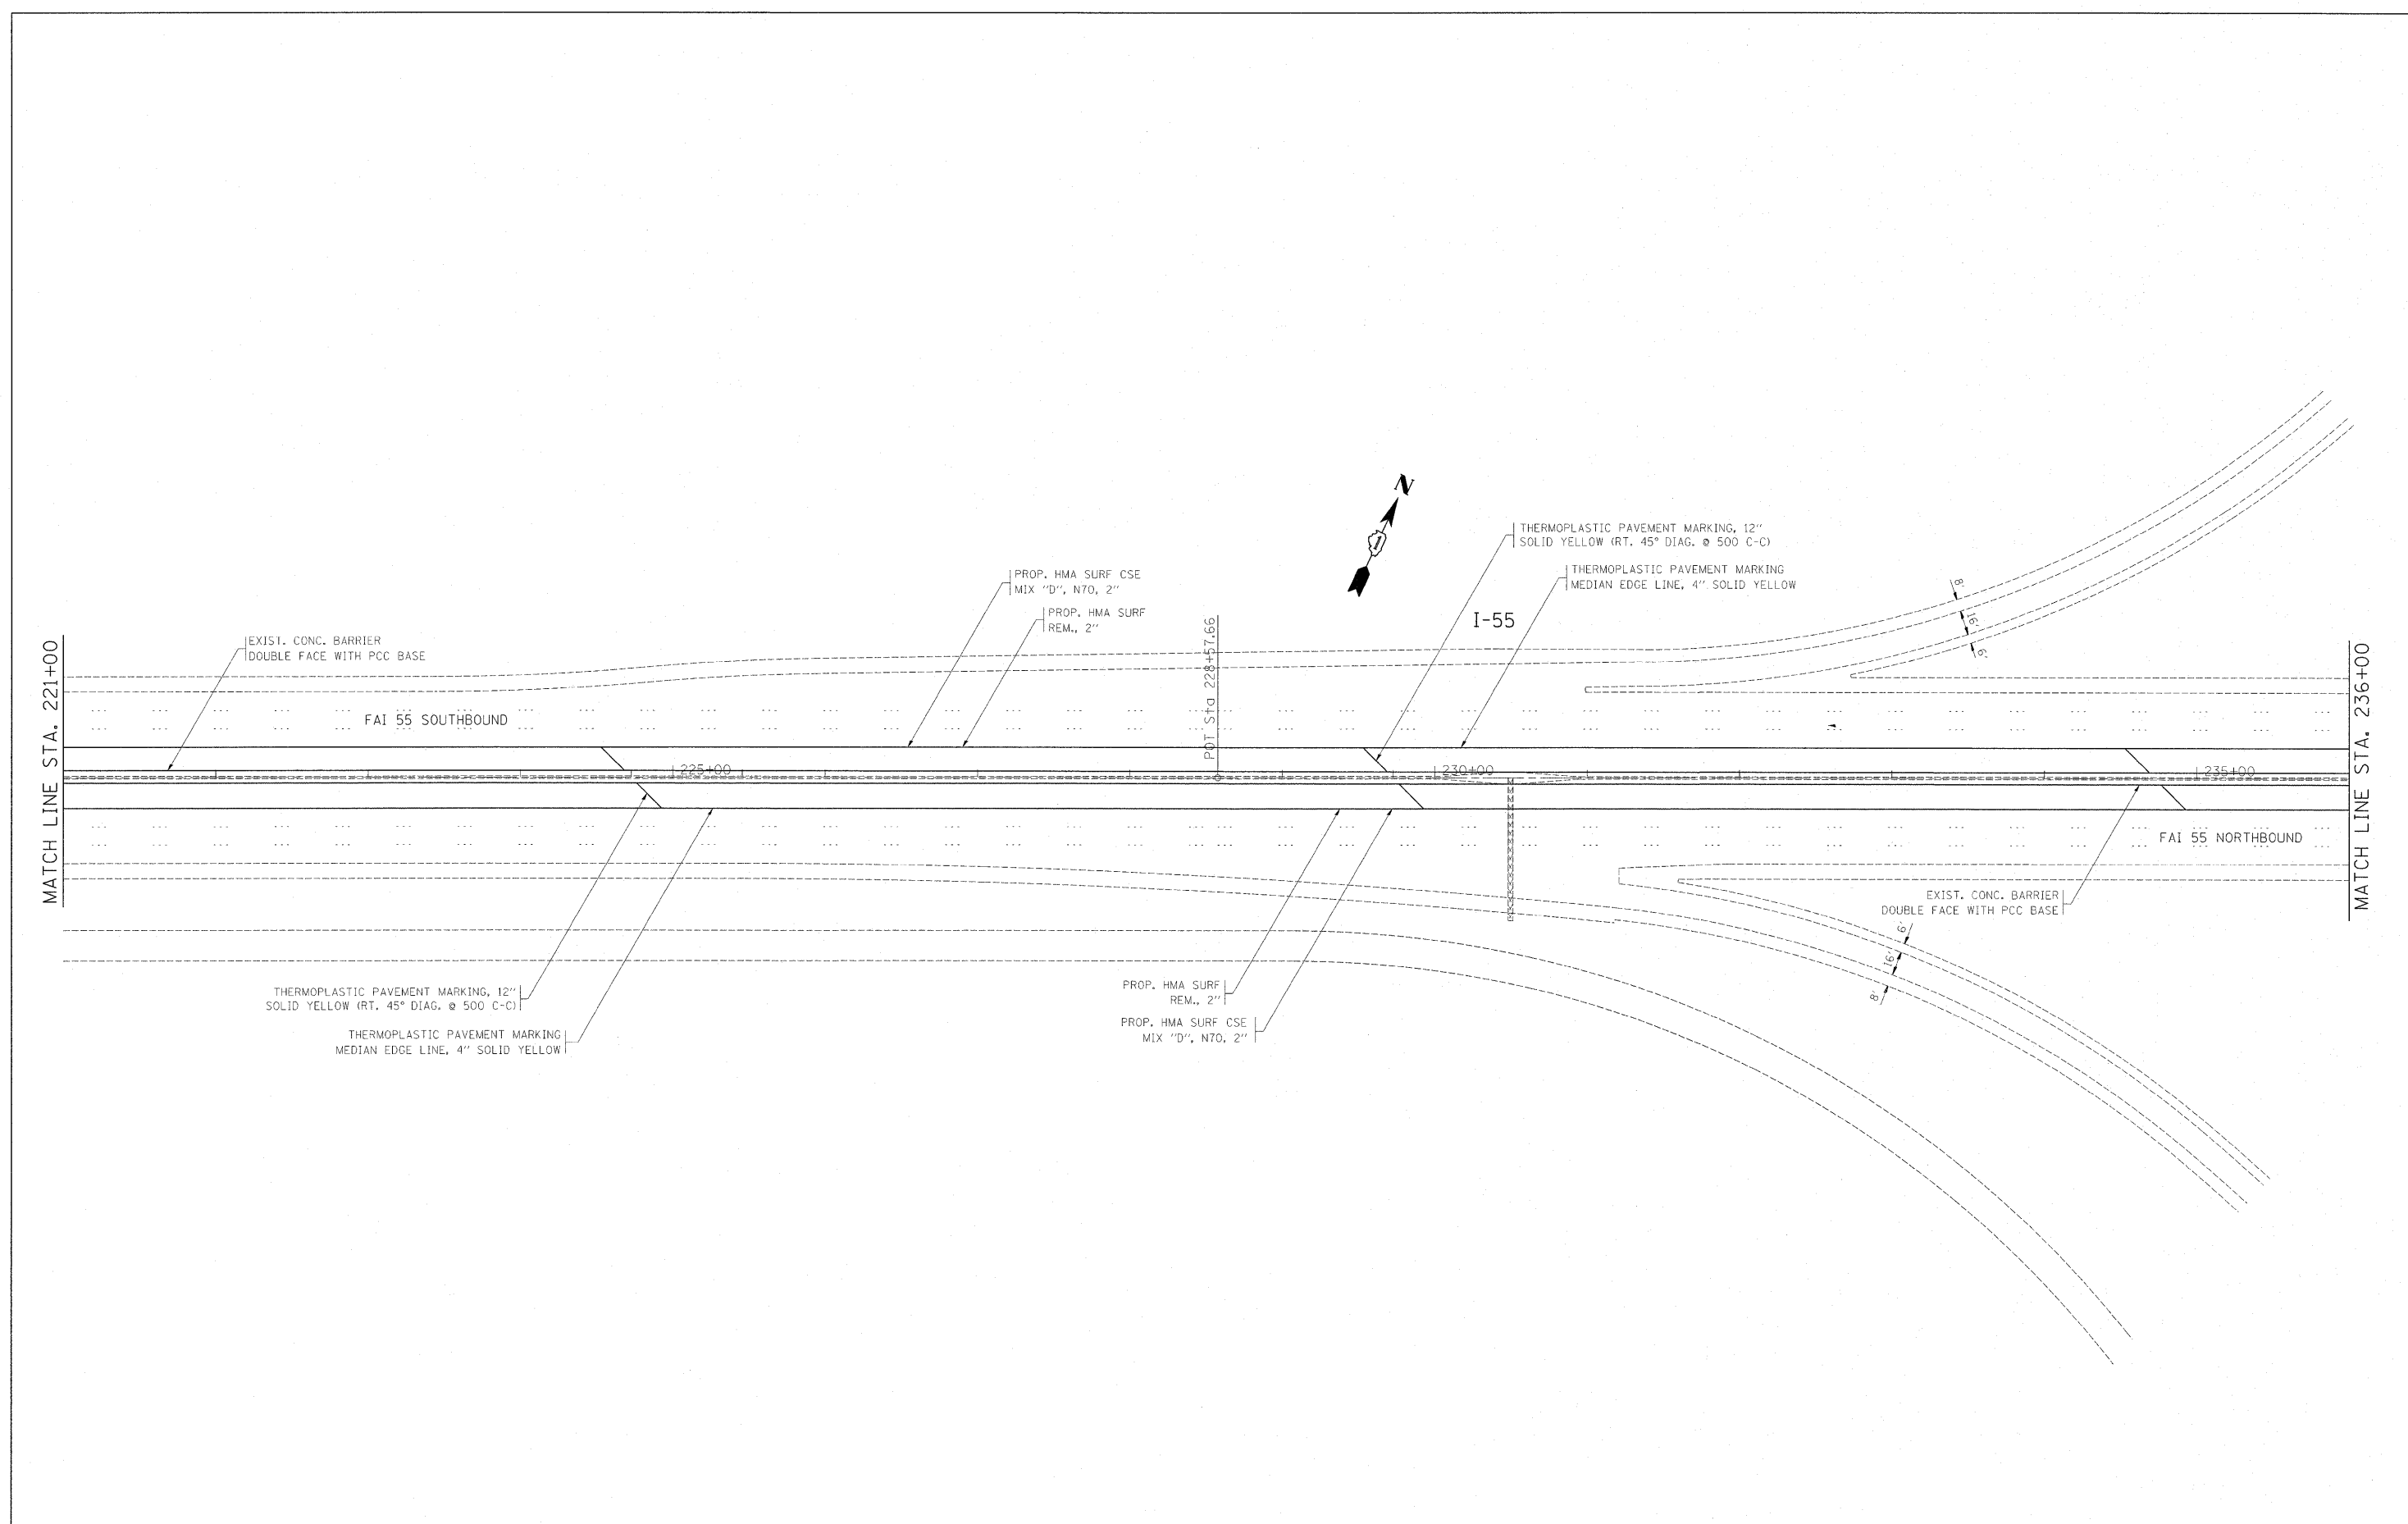 N
1
THERMOPLASTIC PAVEMENT MARKING, 12"
SOLID YELLOW (RT. 45° DIAG. @ 500 C-C)
THERMOPLASTIC PAVEMENT MARKING
MEDIAN EDGE LINE, 4" SOLID YELLOW
PROP. HMA SURF CSE
MIX "D", N70, 2"
PROP. HMA SURF
REM., 2"
I-55
8'
16'
6'
EXIST. CONC. BARRIER
DOUBLE FACE WITH PCC BASE
POT Sta 228+57.66
MATCH LINE STA. 221+00
MATCH LINE STA. 236+00
FAI 55 SOUTHBOUND
225+00
230+00
235+00
FAI 55 NORTHBOUND
EXIST. CONC. BARRIER
DOUBLE FACE WITH PCC BASE
6'
16'
8'
THERMOPLASTIC PAVEMENT MARKING, 12"
SOLID YELLOW (RT. 45° DIAG. @ 500 C-C)
THERMOPLASTIC PAVEMENT MARKING
MEDIAN EDGE LINE, 4" SOLID YELLOW
PROP. HMA SURF
REM., 2"
PROP. HMA SURF CSE
MIX "D", N70, 2"